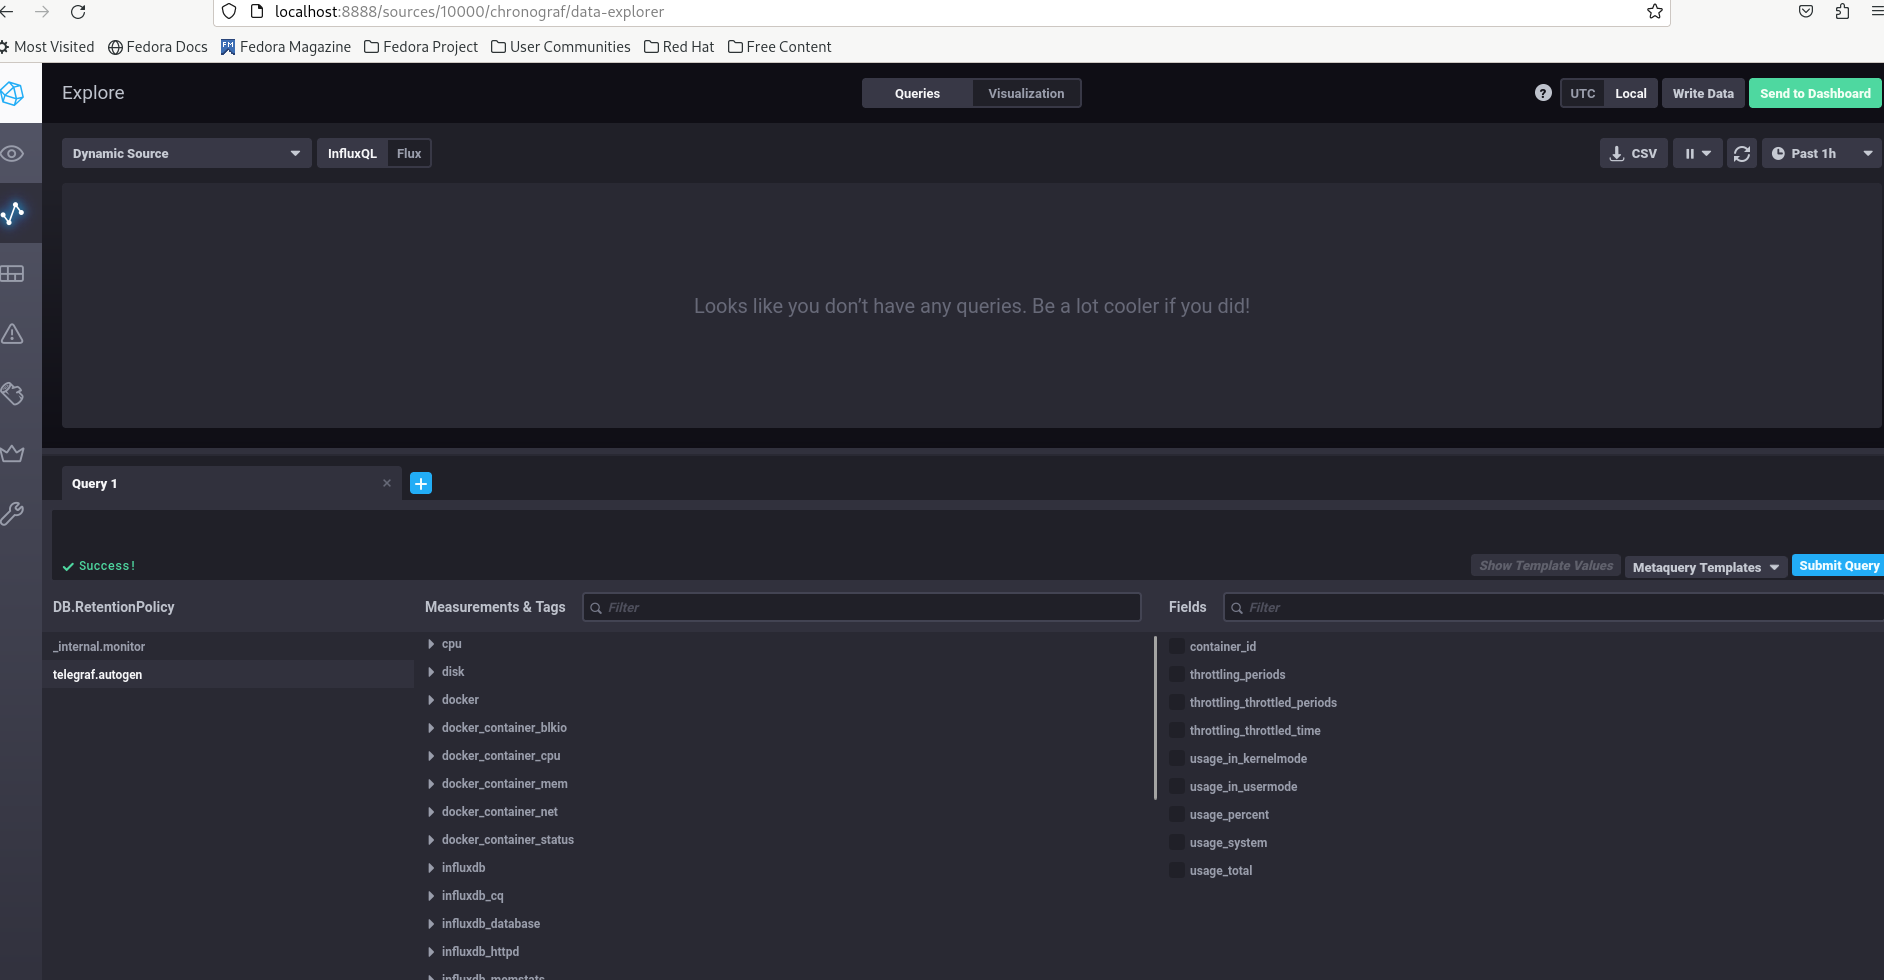 localhost:8888/sources/10000/chronograf/data-explorer
Most Visited Fedora Docs FM Fedora Magazine Fedora Project User Communities Red Hat Free Content
Explore Queries Visualization ? UTC Local Write Data Send to Dashboard
Dynamic Source InfluxQL Flux CSV Past 1h
Looks like you don’t have any queries. Be a lot cooler if you did!
Query 1 × +
Success! Show Template Values Metaquery Templates Submit Query
DB.RetentionPolicy Measurements & Tags Filter Fields Filter
_internal.monitor cpu container_id
telegraf.autogen disk throttling_periods
docker throttling_throttled_periods
docker_container_blkio throttling_throttled_time
docker_container_cpu usage_in_kernelmode
docker_container_mem usage_in_usermode
docker_container_net usage_percent
docker_container_status usage_system
influxdb usage_total
influxdb_cq
influxdb_database
influxdb_httpd
influxdb_memstats